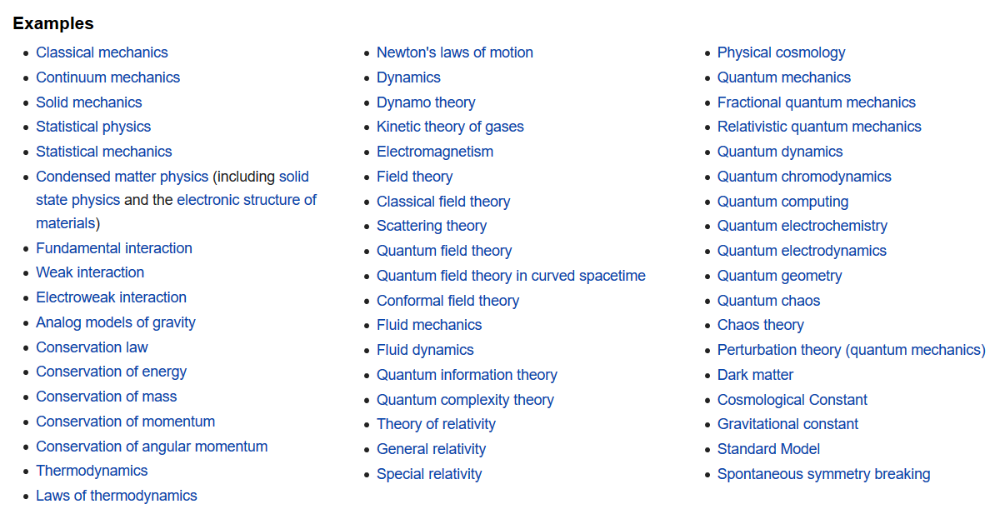 Examples
Classical mechanics
Continuum mechanics
Solid mechanics
Statistical physics
Statistical mechanics
Condensed matter physics (including solid
state physics and the electronic structure of
materials)
Fundamental interaction
Weak interaction
Electroweak interaction
Analog models of gravity
Conservation law
Conservation of energy
Conservation of mass
Conservation of momentum
Conservation of angular momentum
Thermodynamics
Laws of thermodynamics
Newton's laws of motion
Dynamics
Dynamo theory
Kinetic theory of gases
Electromagnetism
Field theory
Classical field theory
Scattering theory
Quantum field theory
Quantum field theory in curved spacetime
Conformal field theory
Fluid mechanics
Fluid dynamics
Quantum information theory
Quantum complexity theory
Theory of relativity
General relativity
Special relativity
Physical cosmology
Quantum mechanics
Fractional quantum mechanics
Relativistic quantum mechanics
Quantum dynamics
Quantum chromodynamics
Quantum computing
Quantum electrochemistry
Quantum electrodynamics
Quantum geometry
Quantum chaos
Chaos theory
Perturbation theory (quantum mechanics)
Dark matter
Cosmological Constant
Gravitational constant
Standard Model
Spontaneous symmetry breaking